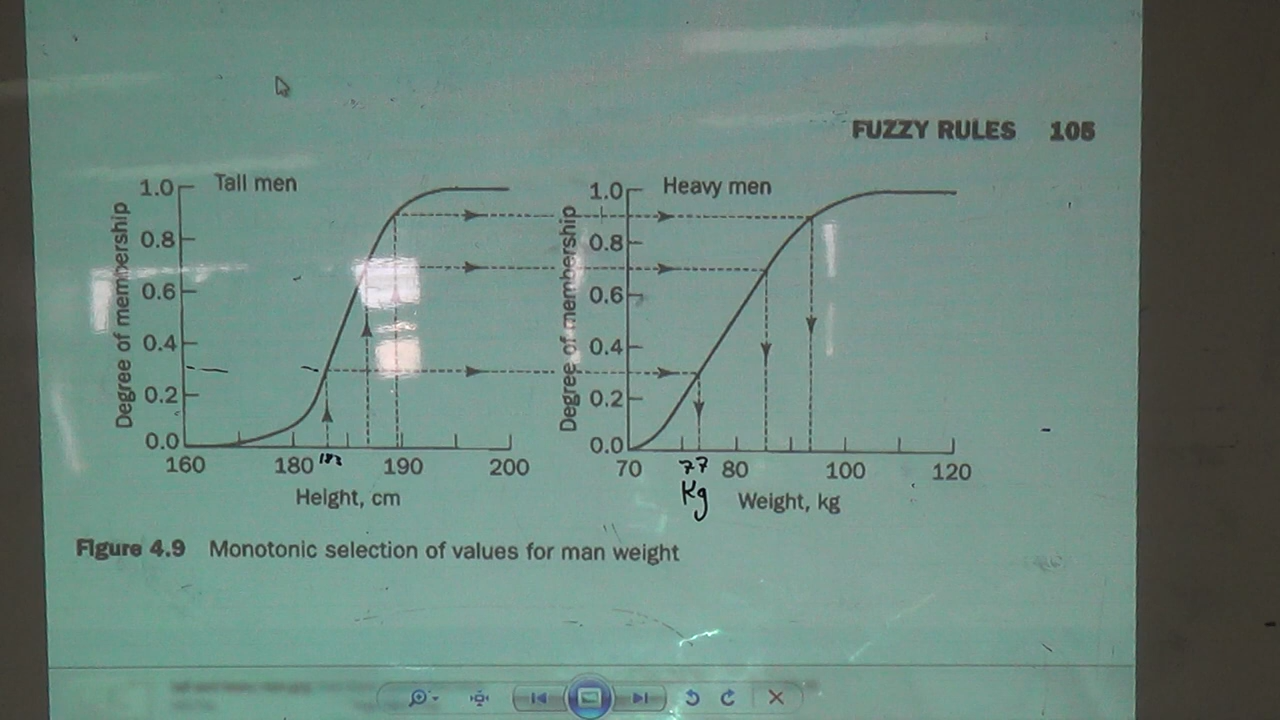 FUZZY RULES 105
Tall men
Degree of membership
1.0
0.8
0.6
0.4
0.2
0.0
160 180 183 190 200
Height, cm
Heavy men
Degree of membership
1.0
0.8
0.6
0.4
0.2
0.0
70 77 80 100 120
Kg
Weight, kg
Figure 4.9 Monotonic selection of values for man weight